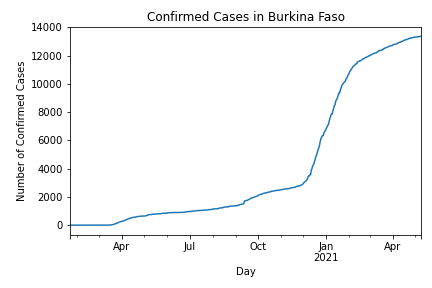 Confirmed Cases in Burkina Faso
14000
12000
10000
8000
6000
4000
2000
0
Number of Confirmed Cases
Apr Jul Oct Jan Apr
2021
Day